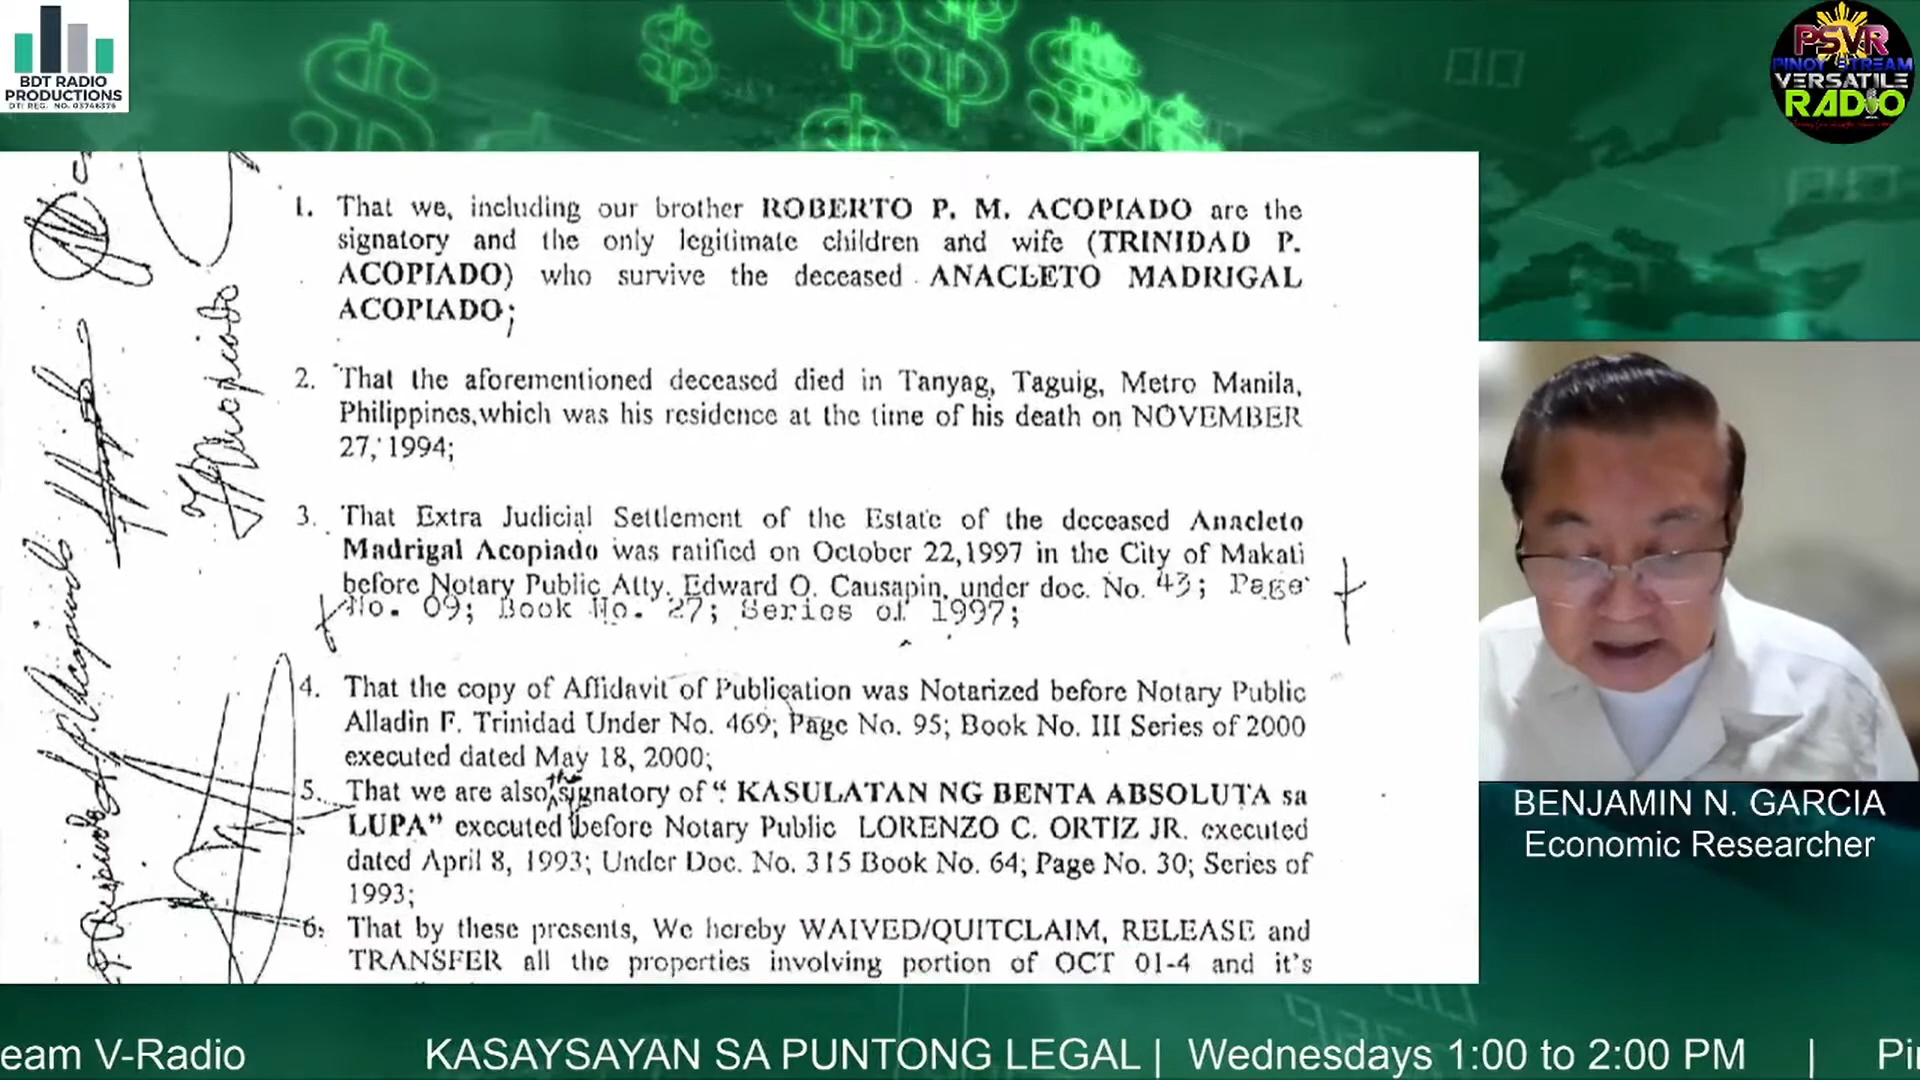 BDT RADIO
PRODUCTIONS
DTI REG. NO. 03748376
PSVR
PINOY STREAM
VERSATILE
RADIO
1. That we, including our brother ROBERTO P. M. ACOPIADO are the
signatory and the only legitimate children and wife (TRINIDAD P.
ACOPIADO) who survive the deceased ANACLETO MADRIGAL
ACOPIADO;
2. That the aforementioned deceased died in Tanyag, Taguig, Metro Manila,
Philippines,which was his residence at the time of his death on NOVEMBER
27, 1994;
3. That Extra Judicial Settlement of the Estate of the deceased Anacleto
Madrigal Acopiado was ratified on October 22,1997 in the City of Makati
before Notary Public Atty. Edward O. Causapin, under doc. No. 43; Page
No. 09; Book No. 27; Series of 1997;
4. That the copy of Affidavit of Publication was Notarized before Notary Public
Alladin F. Trinidad Under No. 469; Page No. 95; Book No. III Series of 2000
executed dated May 18, 2000;
5. That we are also the signatory of " KASULATAN NG BENTA ABSOLUTA sa
LUPA" executed before Notary Public LORENZO C. ORTIZ JR. executed
dated April 8, 1993; Under Doc. No. 315 Book No. 64; Page No. 30; Series of
1993;
6. That by these presents, We hereby WAIVED/QUITCLAIM, RELEASE and
TRANSFER all the properties involving portion of OCT 01-4 and it's
BENJAMIN N. GARCIA
Economic Researcher
eam V-Radio KASAYSAYAN SA PUNTONG LEGAL | Wednesdays 1:00 to 2:00 PM | Pi